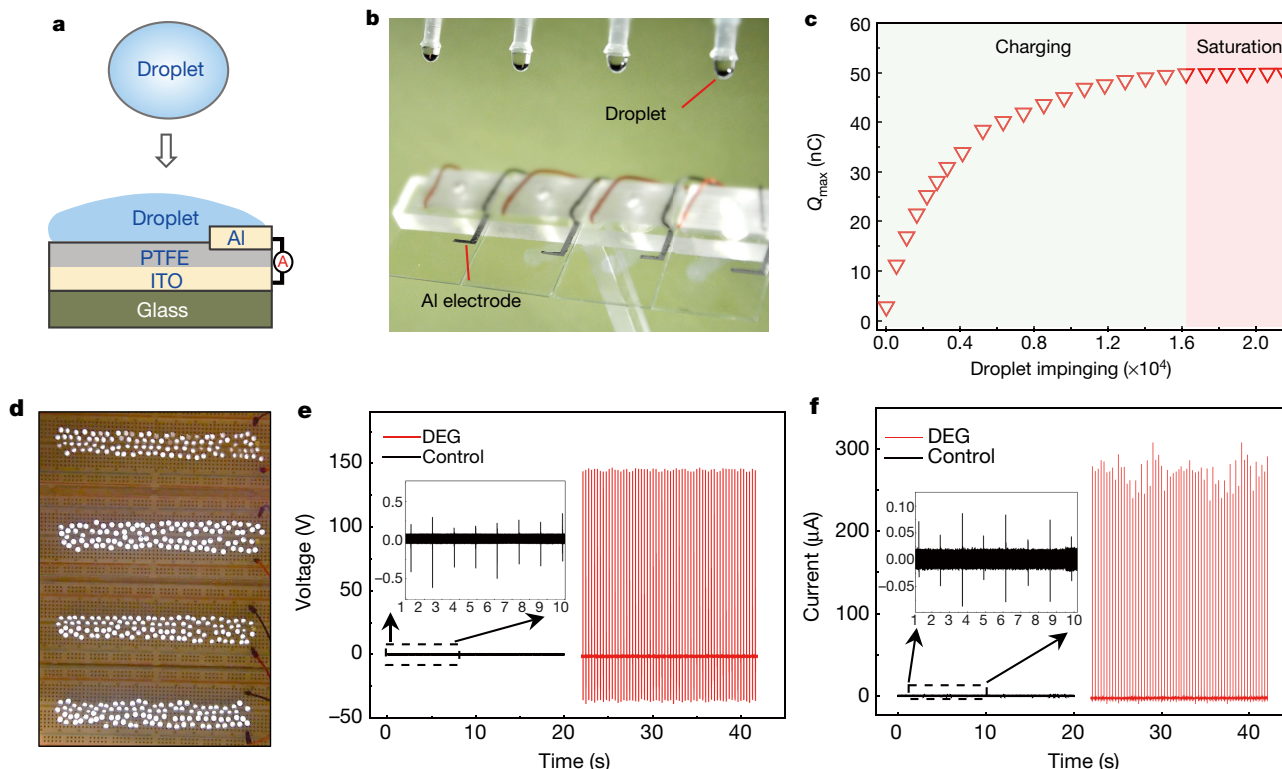 a
Droplet
Droplet
Al
PTFE
A
ITO
Glass
b
Droplet
Al electrode
c
60
50
40
30
20
10
0
Q_max (nC)
Charging
Saturation
0.0 0.4 0.8 1.2 1.6 2.0
Droplet impinging (×10⁴)
d
e
DEG
Control
150
100
50
0
−50
Voltage (V)
0.5
0.0
−0.5
1 2 3 4 5 6 7 8 9 10
0 10 20 30 40
Time (s)
f
DEG
Control
300
200
100
0
Current (μA)
0.10
0.05
0.00
−0.05
1 2 3 4 5 6 7 8 9 10
0 10 20 30 40
Time (s)